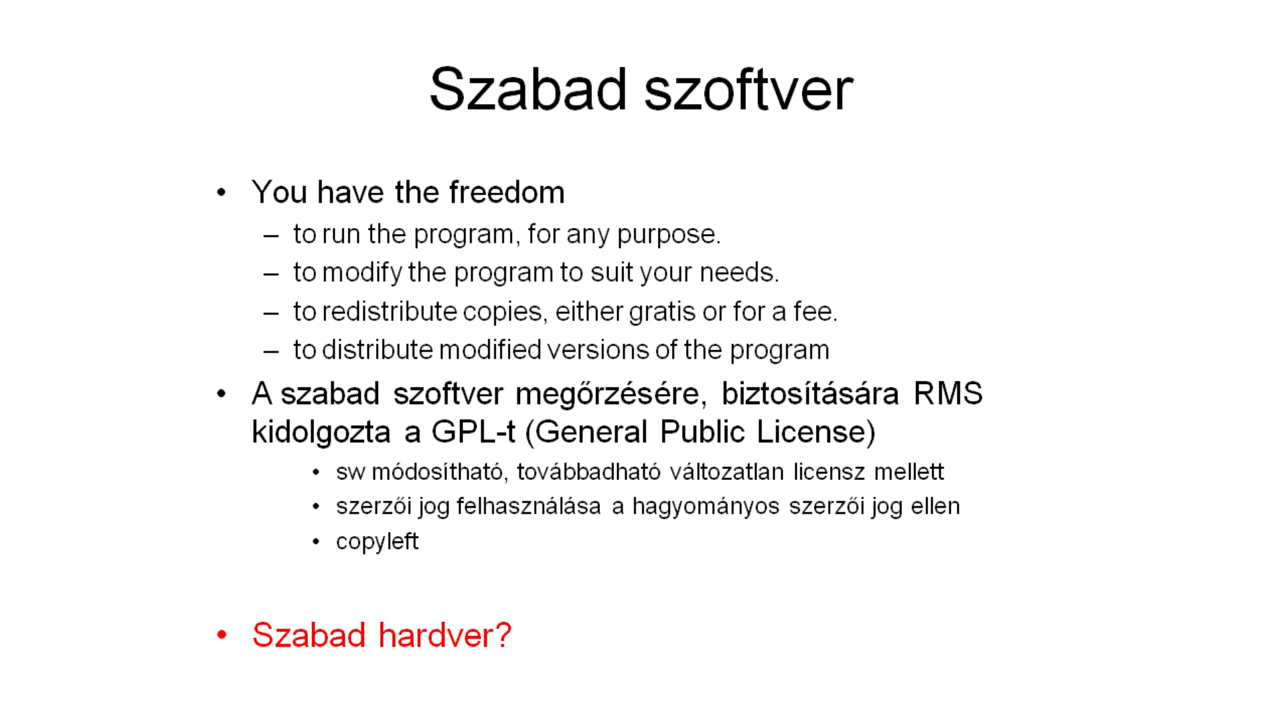 Szabad szoftver
• You have the freedom
– to run the program, for any purpose.
– to modify the program to suit your needs.
– to redistribute copies, either gratis or for a fee.
– to distribute modified versions of the program
• A szabad szoftver megőrzésére, biztosítására RMS
kidolgozta a GPL-t (General Public License)
• sw módosítható, továbbadható változatlan licensz mellett
• szerzői jog felhasználása a hagyományos szerzői jog ellen
• copyleft
• Szabad hardver?